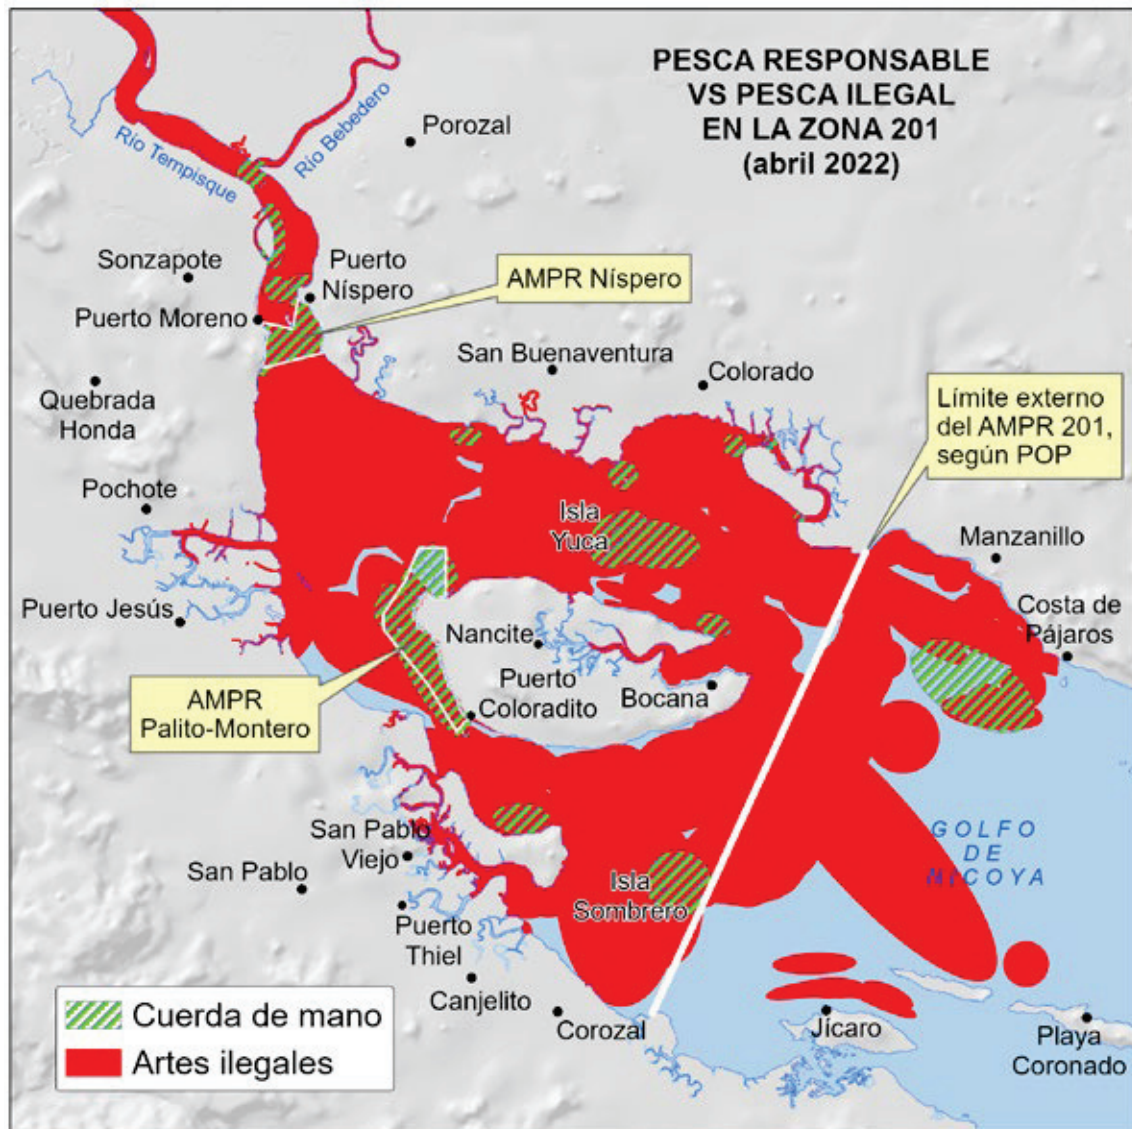 PESCA RESPONSABLE
VS PESCA ILEGAL
EN LA ZONA 201
(abril 2022)
Porozal
Río Bebedero
Río Tempisque
Sonzapote
Puerto
Níspero
AMPR Níspero
Puerto Moreno
San Buenaventura
Colorado
Quebrada
Honda
Límite externo
del AMPR 201,
según POP
Pochote
Isla
Yuca
Manzanillo
Puerto Jesús
Costa de
Pájaros
Nancite
Puerto
Coloradito
Bocana
AMPR
Palito-Montero
San Pablo
Viejo
San Pablo
GOLFO
DE
NICOYA
Isla
Sombrero
Puerto
Thiel
Canjelito
Corozal
Jícaro
Playa
Coronado
Cuerda de mano
Artes ilegales